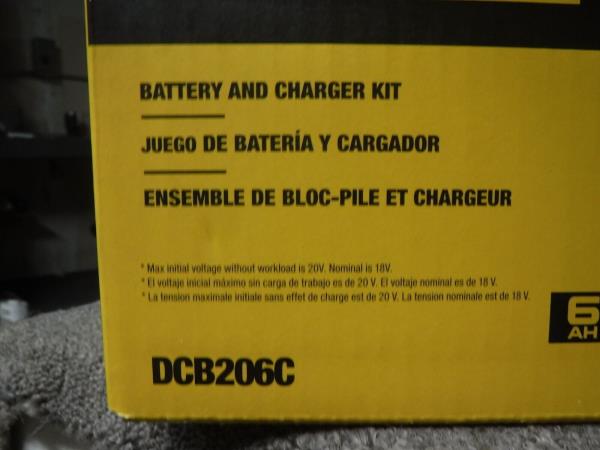 BATTERY AND CHARGER KIT
JUEGO DE BATERÍA Y CARGADOR
ENSEMBLE DE BLOC-PILE ET CHARGEUR
* Max initial voltage without workload is 20V. Nominal is 18V.
* El voltaje inicial máximo sin carga de trabajo es de 20 V. El voltaje nominal es de 18 V.
* La tension maximale initiale sans effet de charge est de 20 V. La tension nominale est de 18 V.
6
AH
DCB206C